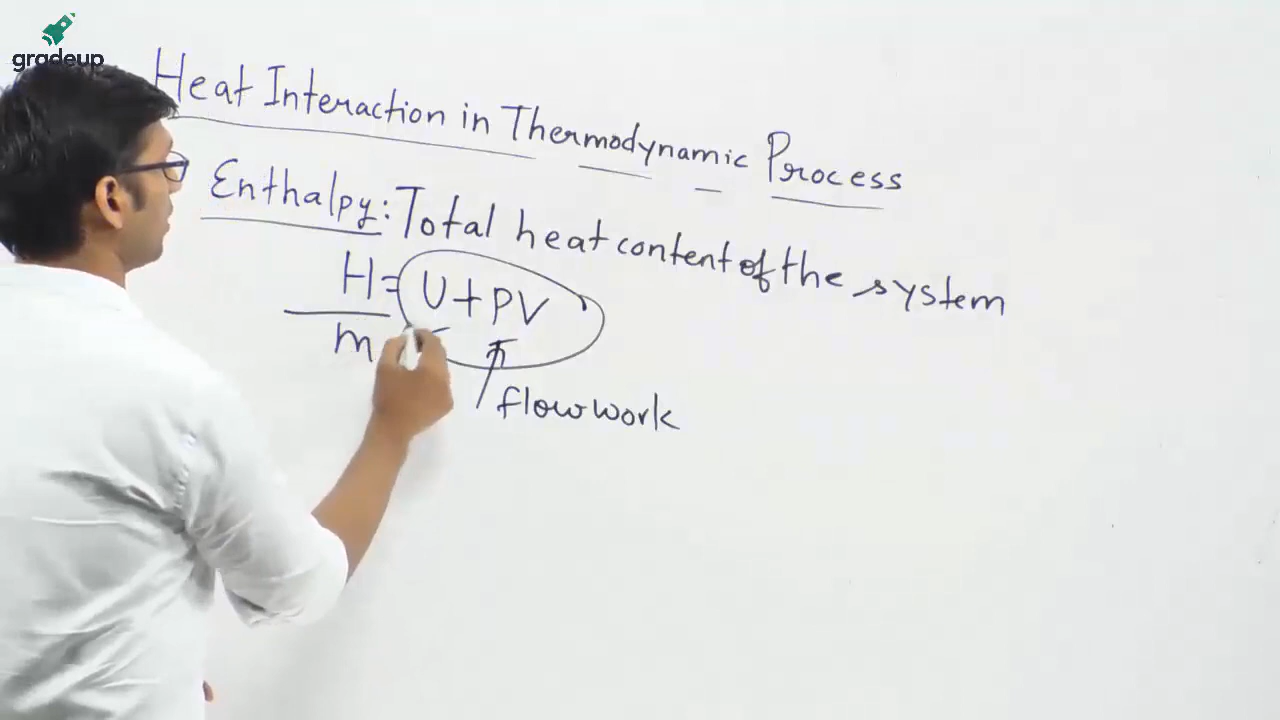 gradeup
Heat Interaction in Thermodynamic Process
Enthalpy: Total heat content of the system
H = U + PV
m
flow work